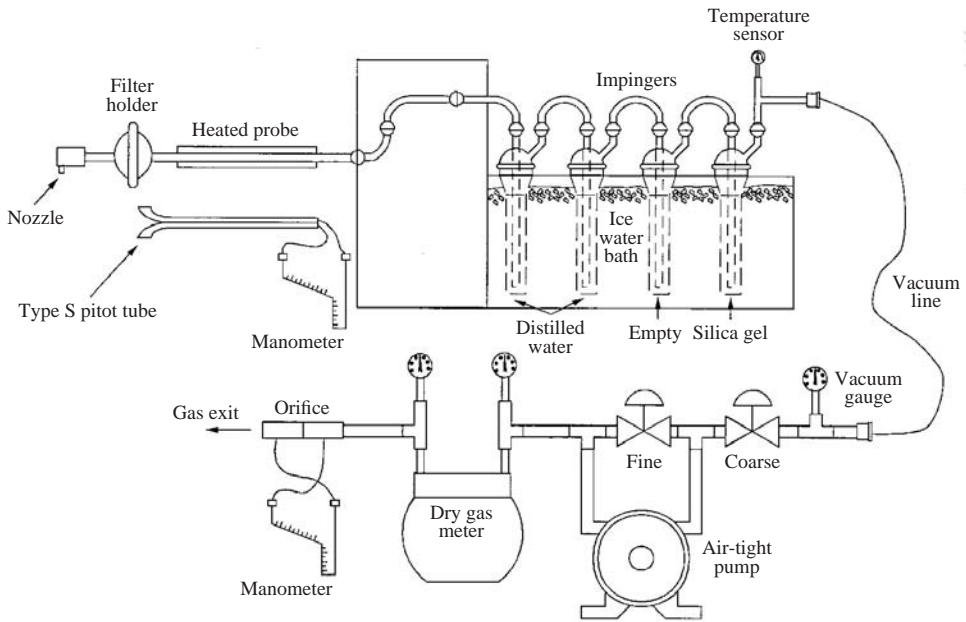 Temperature
sensor
Impingers
Filter
holder
Heated probe
Nozzle
Ice
water
bath
Type S pitot tube
Vacuum
line
Manometer
Distilled
water
Empty
Silica gel
Vacuum
gauge
Gas exit
Orifice
Fine
Coarse
Dry gas
meter
Air-tight
pump
Manometer